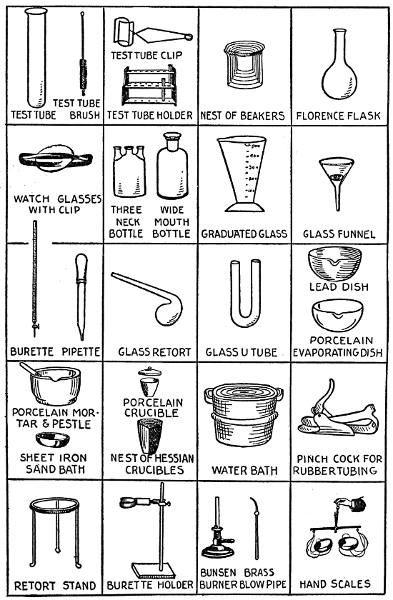 TEST TUBE
TEST TUBE
BRUSH
TEST TUBE CLIP
TEST TUBE HOLDER
NEST OF BEAKERS
FLORENCE FLASK
WATCH GLASSES
WITH CLIP
THREE
NECK
BOTTLE
WIDE
MOUTH
BOTTLE
GRADUATED GLASS
GLASS FUNNEL
BURETTE
PIPETTE
GLASS RETORT
GLASS U TUBE
LEAD DISH
PORCELAIN
EVAPORATING DISH
PORCELAIN MOR-
TAR & PESTLE
SHEET IRON
SAND BATH
PORCELAIN
CRUCIBLE
NEST OF HESSIAN
CRUCIBLES
WATER BATH
PINCH COCK FOR
RUBBER TUBING
RETORT STAND
BURETTE HOLDER
BUNSEN
BURNER
BRASS
BLOW PIPE
HAND SCALES